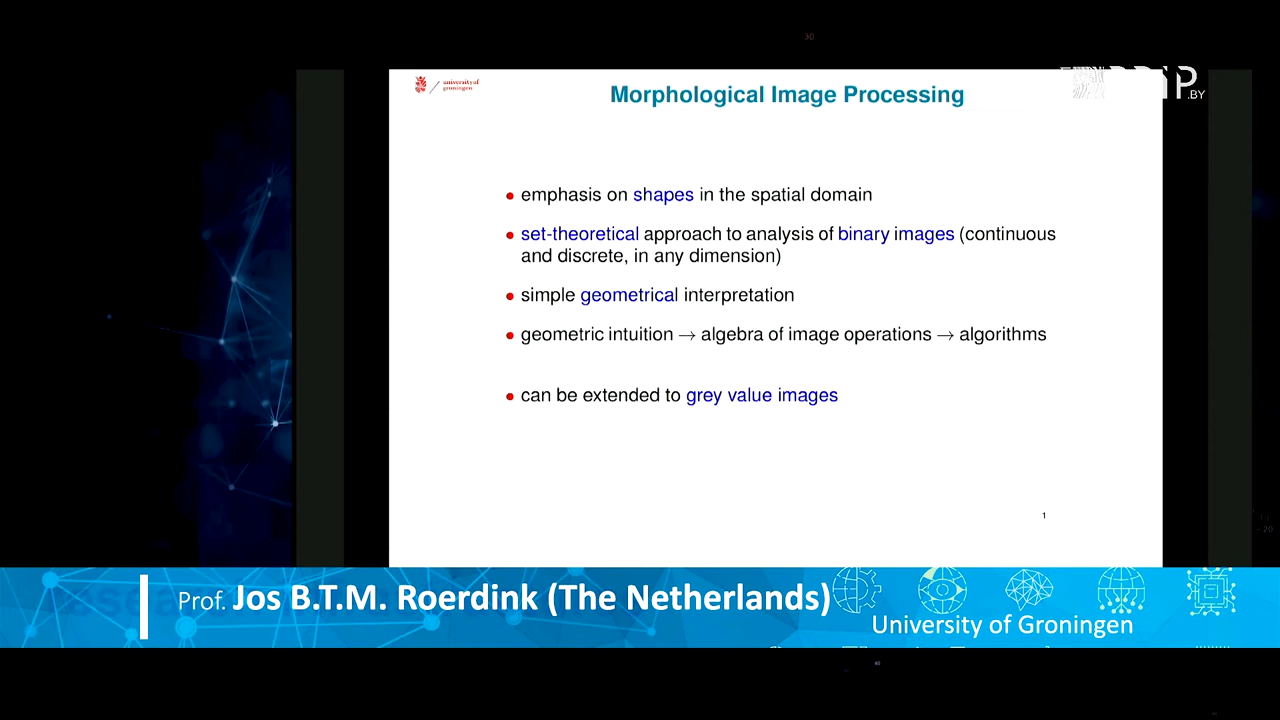 30
university of
groningen
Morphological Image Processing
.BY
• emphasis on shapes in the spatial domain
• set-theoretical approach to analysis of binary images (continuous
and discrete, in any dimension)
• simple geometrical interpretation
• geometric intuition → algebra of image operations → algorithms
• can be extended to grey value images
1
Prof. Jos B.T.M. Roerdink (The Netherlands)
University of Groningen